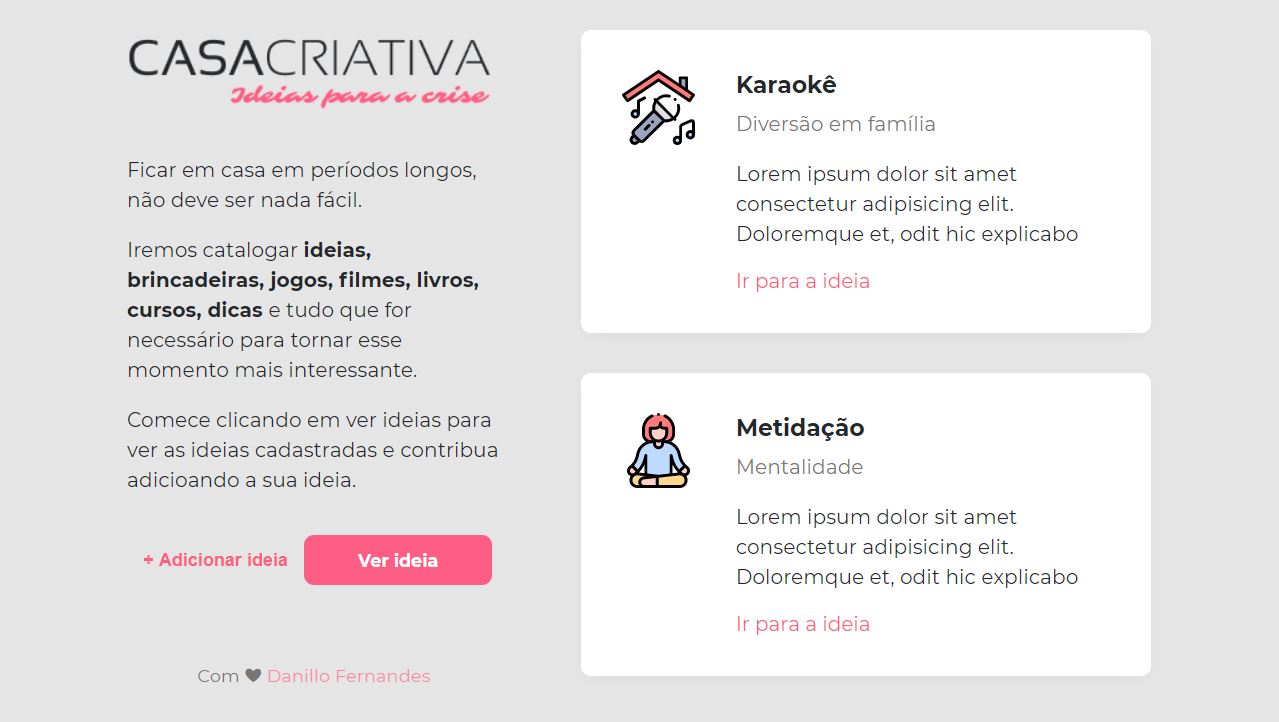 CASACRIATIVA
Ideias para a crise
Ficar em casa em períodos longos,
não deve ser nada fácil.
Iremos catalogar ideias,
brincadeiras, jogos, filmes, livros,
cursos, dicas e tudo que for
necessário para tornar esse
momento mais interessante.
Comece clicando em ver ideias para
ver as ideias cadastradas e contribua
adicioando a sua ideia.
+ Adicionar ideia
Ver ideia
Com ♥ Danillo Fernandes
Karaokê
Diversão em família
Lorem ipsum dolor sit amet
consectetur adipisicing elit.
Doloremque et, odit hic explicabo
Ir para a ideia
Metidação
Mentalidade
Lorem ipsum dolor sit amet
consectetur adipisicing elit.
Doloremque et, odit hic explicabo
Ir para a ideia